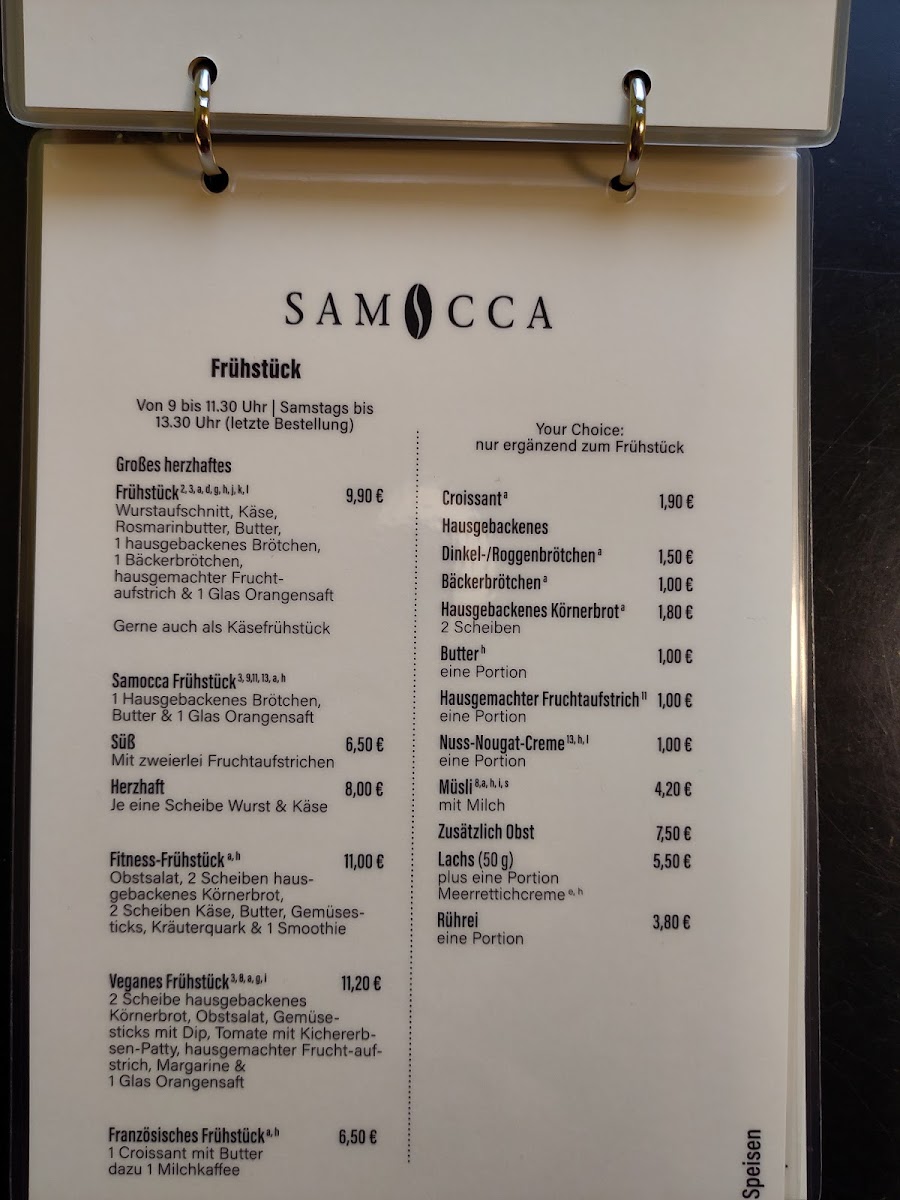 SAMOCCA
Frühstück
Von 9 bis 11.30 Uhr | Samstags bis
13.30 Uhr (letzte Bestellung)
Großes herzhaftes
Frühstück 2, 3, a, d, g, h, j, k, l 9,90 €
Wurstaufschnitt, Käse,
Rosmarinbutter, Butter,
1 hausgebackenes Brötchen,
1 Bäckerbrötchen,
hausgemachter Frucht-
aufstrich & 1 Glas Orangensaft
Gerne auch als Käsefrühstück
Samocca Frühstück 3, 9,11, 13, a, h
1 Hausgebackenes Brötchen,
Butter & 1 Glas Orangensaft
Süß 6,50 €
Mit zweierlei Fruchtaufstrichen
Herzhaft 8,00 €
Je eine Scheibe Wurst & Käse
Fitness-Frühstück a, h 11,00 €
Obstsalat, 2 Scheiben haus-
gebackenes Körnerbrot,
2 Scheiben Käse, Butter, Gemüses-
ticks, Kräuterquark & 1 Smoothie
Veganes Frühstück 3, 8, a, g, i 11,20 €
2 Scheibe hausgebackenes
Körnerbrot, Obstsalat, Gemüse-
sticks mit Dip, Tomate mit Kichererb-
sen-Patty, hausgemachter Frucht-auf-
strich, Margarine &
1 Glas Orangensaft
Französisches Frühstück a, h 6,50 €
1 Croissant mit Butter
dazu 1 Milchkaffee
Your Choice:
nur ergänzend zum Frühstück
Croissant a 1,90 €
Hausgebackenes
Dinkel-/Roggenbrötchen a 1,50 €
Bäckerbrötchen a 1,00 €
Hausgebackenes Körnerbrot a 1,80 €
2 Scheiben
Butter h 1,00 €
eine Portion
Hausgemachter Fruchtaufstrich 11 1,00 €
eine Portion
Nuss-Nougat-Creme 13, h, l 1,00 €
eine Portion
Müsli 8,a, h, i, s 4,20 €
mit Milch
Zusätzlich Obst 7,50 €
Lachs (50 g) 5,50 €
plus eine Portion
Meerrettichcreme e, h
Rührei 3,80 €
eine Portion
Speisen